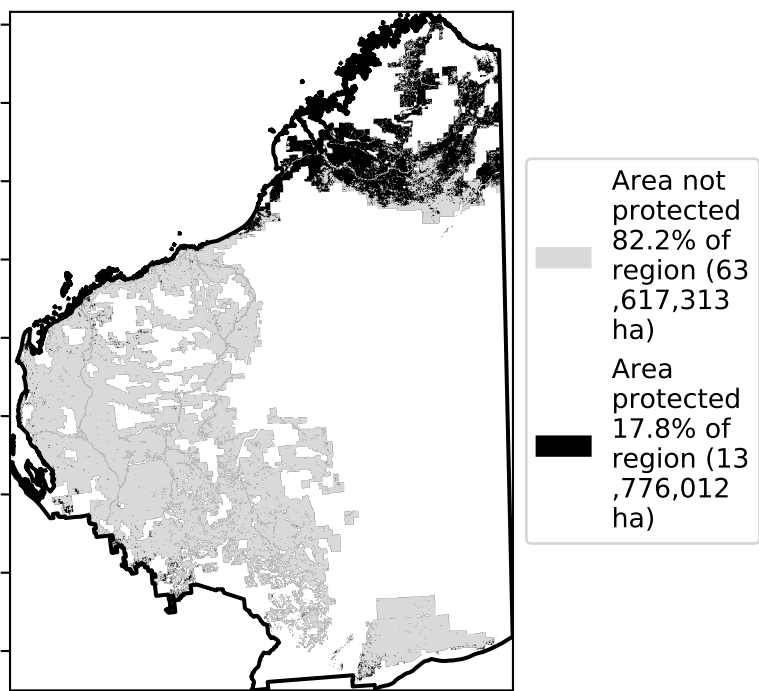 Area not
protected
82.2% of
region (63
,617,313
ha)
Area
protected
17.8% of
region (13
,776,012
ha)